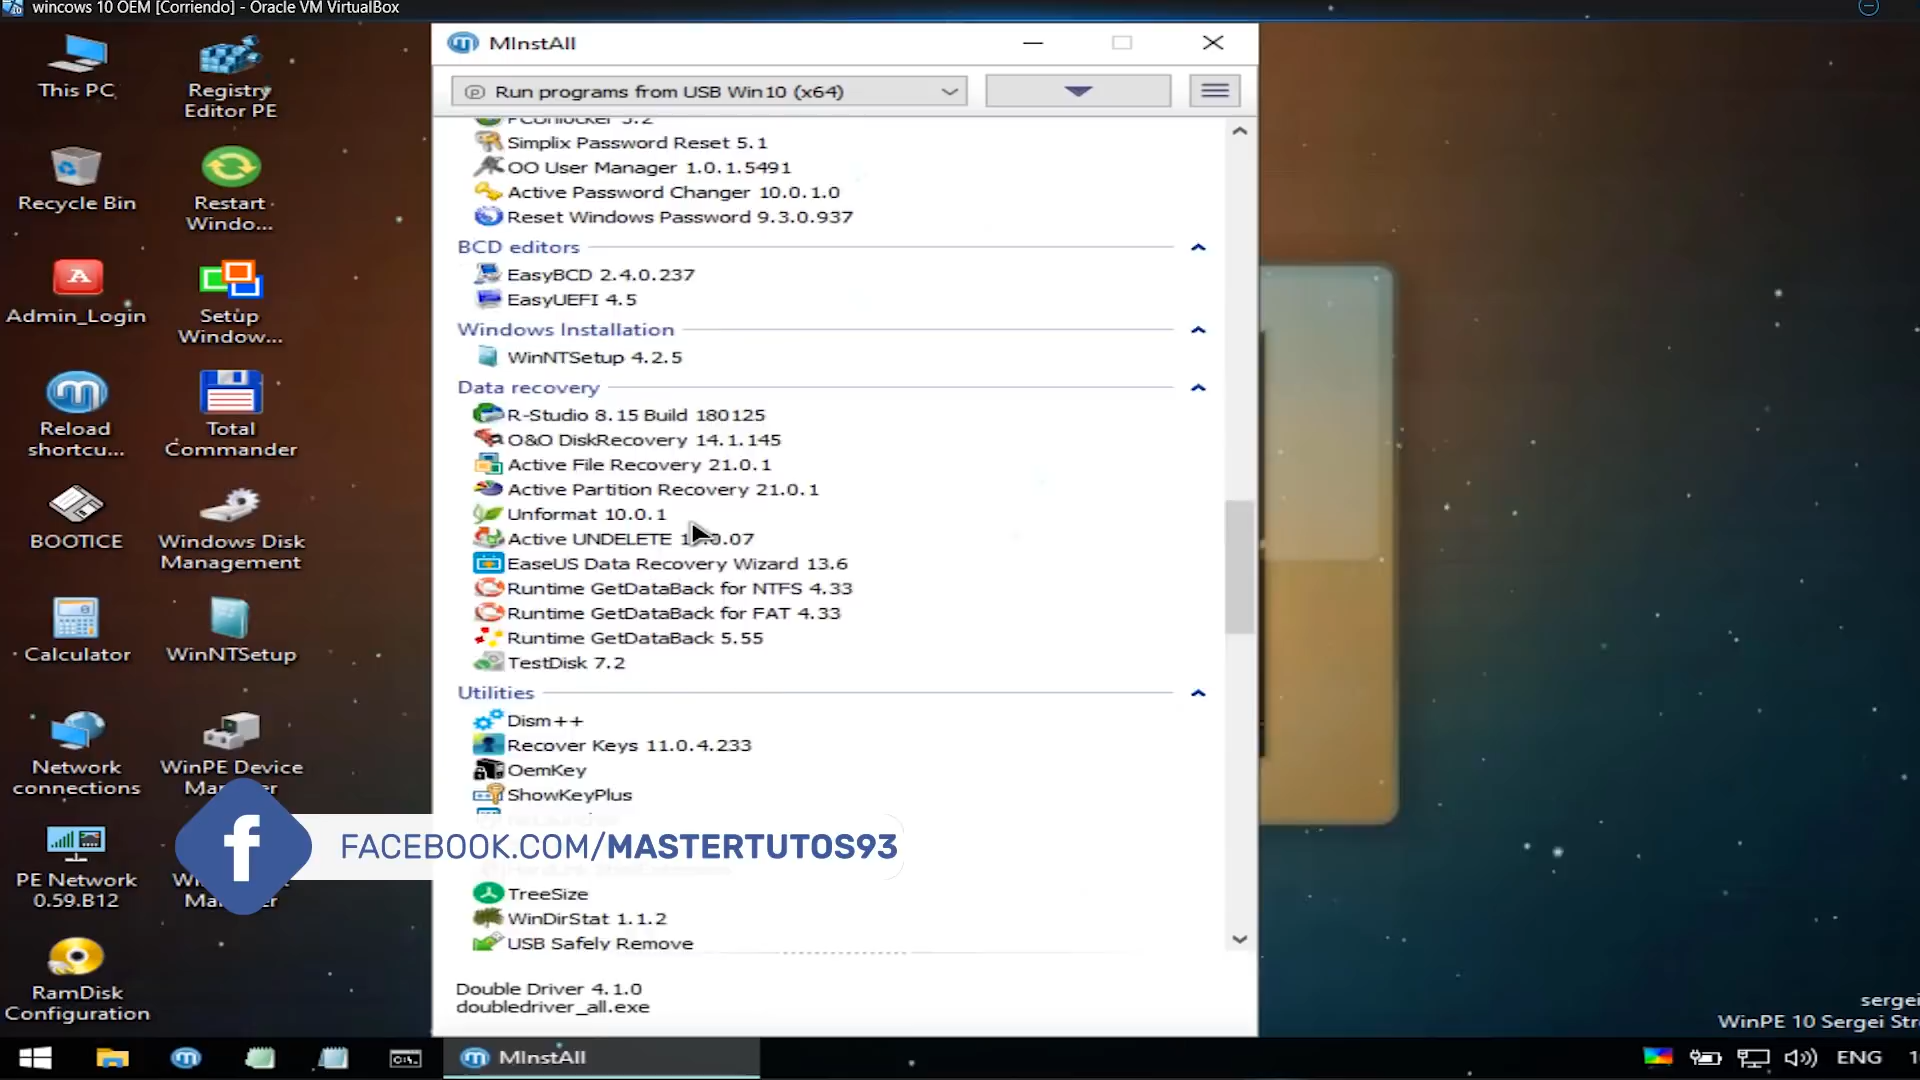 wincows 10 OEM [Corriendo] - Oracle VM VirtualBox
This PC
Registry
Editor PE
Recycle Bin
Restart
Windo...
Admin_Login
Setup
Window...
Reload
shortcu...
Total
Commander
BOOTICE
Windows Disk
Management
Calculator
WinNTSetup
Network
connections
WinPE Device
PE Network
0.59.B12
RamDisk
Configuration
MInstAll
Run programs from USB Win10 (x64)
PCUnlocker 5.2
Simplix Password Reset 5.1
OO User Manager 1.0.1.5491
Active Password Changer 10.0.1.0
Reset Windows Password 9.3.0.937
BCD editors
EasyBCD 2.4.0.237
EasyUEFI 4.5
Windows Installation
WinNTSetup 4.2.5
Data recovery
R-Studio 8.15 Build 180125
O&O DiskRecovery 14.1.145
Active File Recovery 21.0.1
Active Partition Recovery 21.0.1
Unformat 10.0.1
Active UNDELETE
EaseUS Data Recovery Wizard 13.6
Runtime GetDataBack for NTFS 4.33
Runtime GetDataBack for FAT 4.33
Runtime GetDataBack 5.55
TestDisk 7.2
Utilities
Dism++
Recover Keys 11.0.4.233
OemKey
ShowKeyPlus
f FACEBOOK.COM/MASTERTUTOS93
TreeSize
WinDirStat 1.1.2
USB Safely Remove
Double Driver 4.1.0
doubledriver_all.exe
sergei
WinPE 10 Sergei Stre
MInstAll
ENG